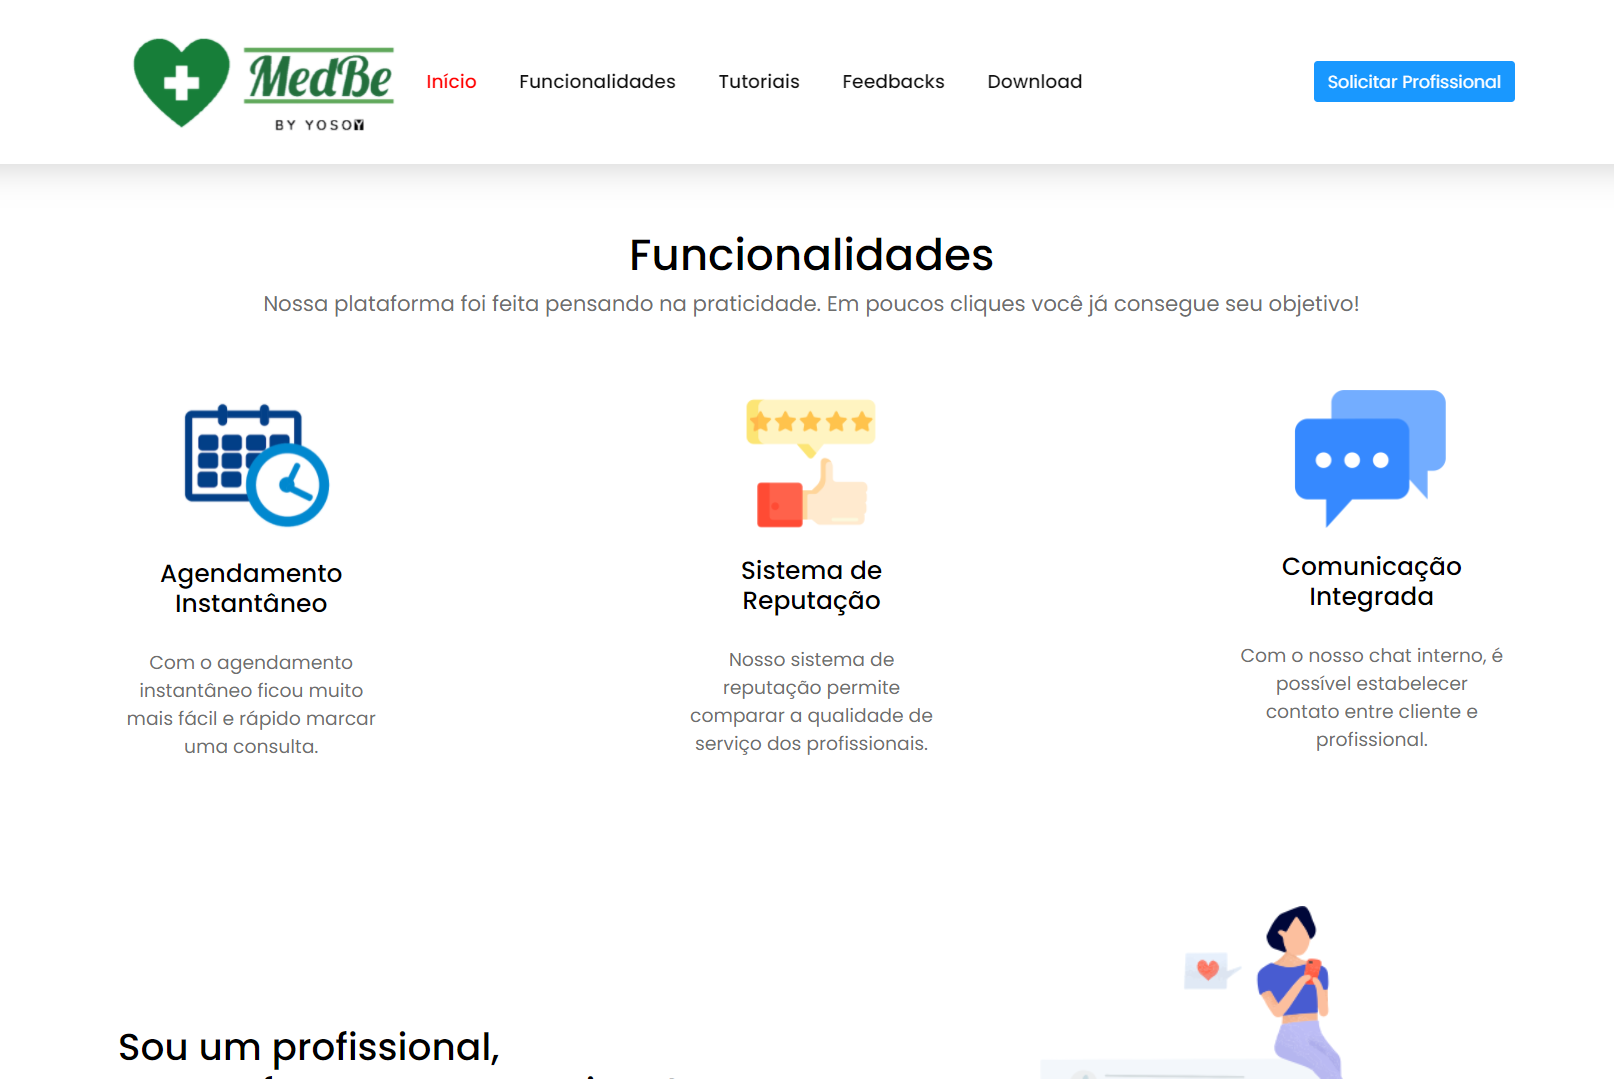 MedBe
BY YOSOY
Início
Funcionalidades
Tutoriais
Feedbacks
Download
Solicitar Profissional
Funcionalidades
Nossa plataforma foi feita pensando na praticidade. Em poucos cliques você já consegue seu objetivo!
Agendamento
Instantâneo
Com o agendamento
instantâneo ficou muito
mais fácil e rápido marcar
uma consulta.
Sistema de
Reputação
Nosso sistema de
reputação permite
comparar a qualidade de
serviço dos profissionais.
Comunicação
Integrada
Com o nosso chat interno, é
possível estabelecer
contato entre cliente e
profissional.
Sou um profissional,